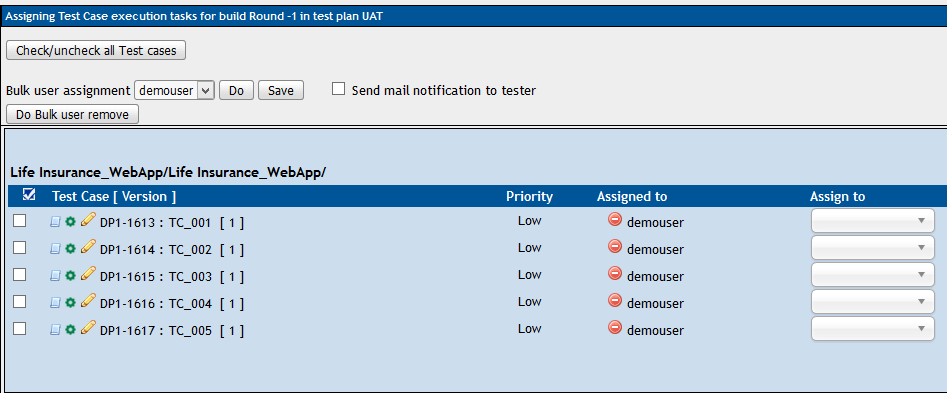 Assigning Test Case execution tasks for build Round -1 in test plan UAT
Check/uncheck all Test cases
Bulk user assignment demouser Do Save Send mail notification to tester
Do Bulk user remove
Life Insurance_WebApp/Life Insurance_WebApp/
Test Case [ Version ] Priority Assigned to Assign to
DP1-1613 : TC_001 [ 1 ] Low demouser
DP1-1614 : TC_002 [ 1 ] Low demouser
DP1-1615 : TC_003 [ 1 ] Low demouser
DP1-1616 : TC_004 [ 1 ] Low demouser
DP1-1617 : TC_005 [ 1 ] Low demouser